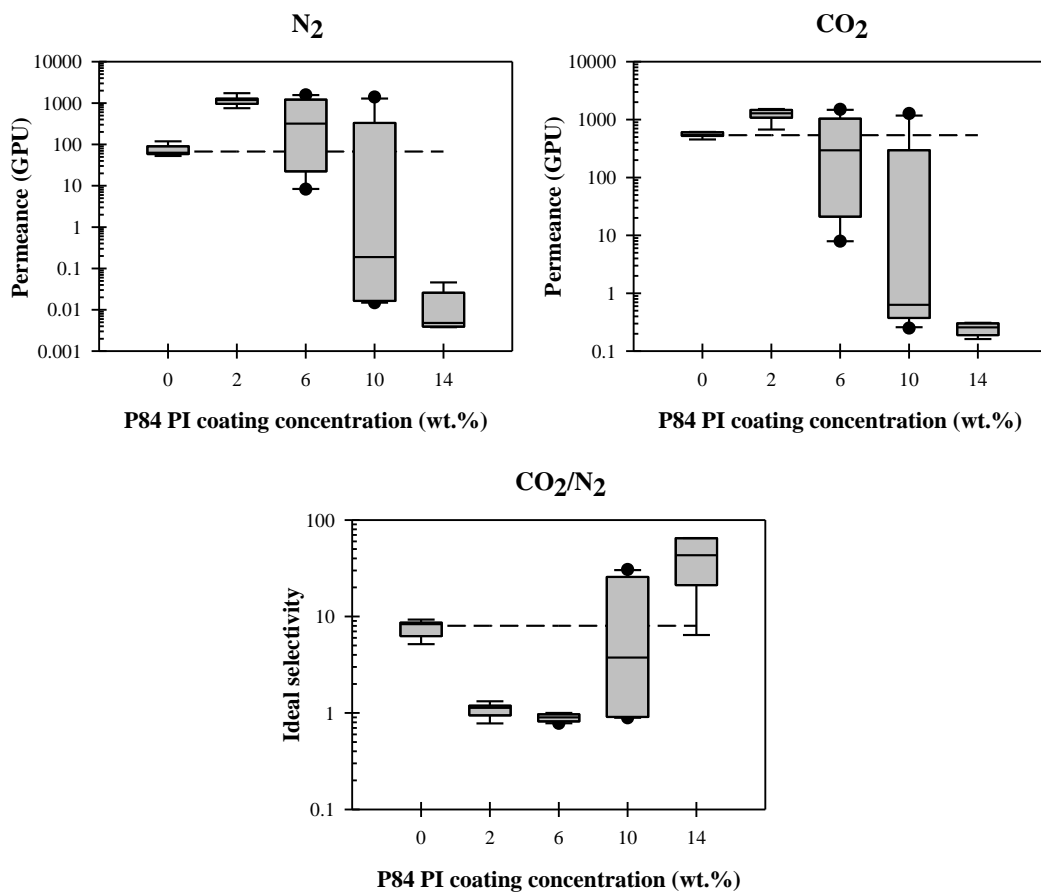 N2
CO2
Permeance (GPU)
10000
1000
100
10
1
0.1
0.01
0.001
0 2 6 10 14
P84 PI coating concentration (wt.%)
Permeance (GPU)
10000
1000
100
10
1
0.1
0 2 6 10 14
P84 PI coating concentration (wt.%)
CO2/N2
Ideal selectivity
100
10
1
0.1
0 2 6 10 14
P84 PI coating concentration (wt.%)